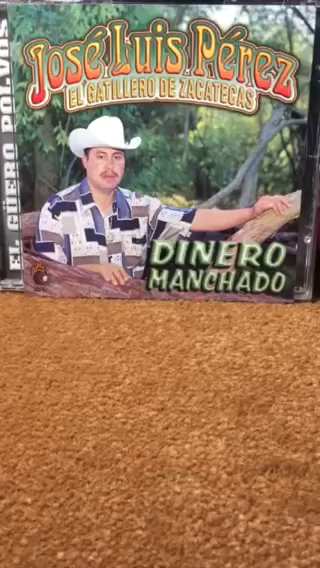 José Luis Pérez
EL GATILLERO DE ZACATECAS
EL GÜERO POLVOS
DINERO
MANCHADO